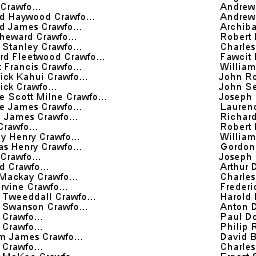 Crawfo... Andrew
d Haywood Crawfo... Andrew
d James Crawfo... Archiba
heward Crawfo... Robert
Stanley Crawfo... Charles
rd Fleetwood Crawfo... Fawcit
Francis Crawfo... William
ick Kahui Crawfo... John Ro
ick Crawfo... John Se
e Scott Milne Crawfo... Joseph
e James Crawfo... Laurenc
James Crawfo... Richard
Crawfo... Robert
y Henry Crawfo... William
as Henry Crawfo... Gordon
Crawfo... Joseph
d Crawfo... Arthur D
Mackay Crawfo... Charles
rvine Crawfo... Frederic
Tweeddall Crawfo... Harold
Swanson Crawfo... Anton D
Crawfo... Paul Do
Crawfo... Philip R
m James Crawfo... David B
Crawfo... Charles